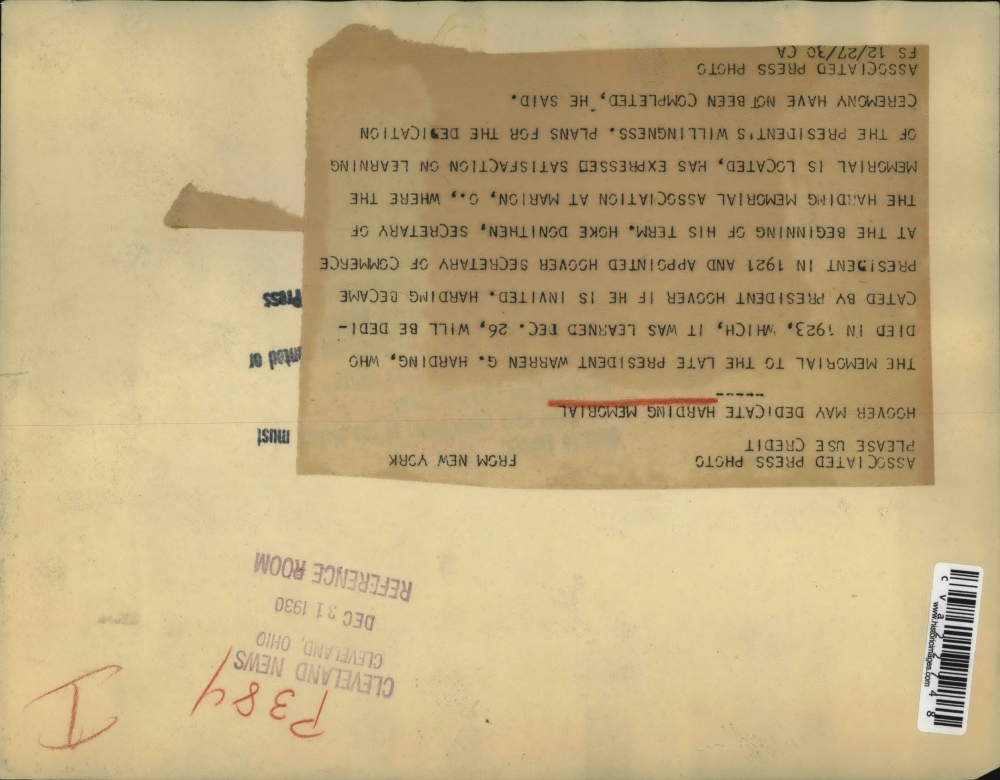 ASSOCIATED PRESS PHOTO FROM NEW YORK
PLEASE USE CREDIT
HOOVER MAY DEDICATE HARDING MEMORIAL
-----
THE MEMORIAL TO THE LATE PRESIDENT WARREN G. HARDING, WHO
DIED IN 1923, WHICH, IT WAS LEARNED DEC. 26, WILL BE DEDI-
CATED BY PRESIDENT HOOVER IF HE IS INVITED. HARDING BECAME
PRESIDENT IN 1921 AND APPOINTED HOOVER SECRETARY OF COMMERCE
AT THE BEGINNING OF HIS TERM. HOKE DONITHEN, SECRETARY OF
THE HARDING MEMORIAL ASSOCIATION AT MARION, O., WHERE THE
MEMORIAL IS LOCATED, HAS EXPRESSED SATISFACTION ON LEARNING
OF THE PRESIDENT'S WILLINGNESS. PLANS FOR THE DEDICATION
CEREMONY HAVE NOT BEEN COMPLETED, HE SAID.
ASSOCIATED PRESS PHOTO
FS 12/27/30 CA
must
nted or
Press
P384
I
CLEVELAND NEWS
CLEVELAND, OHIO
DEC 31 1930
REFERENCE ROOM
www.historicimages.com
cva22748